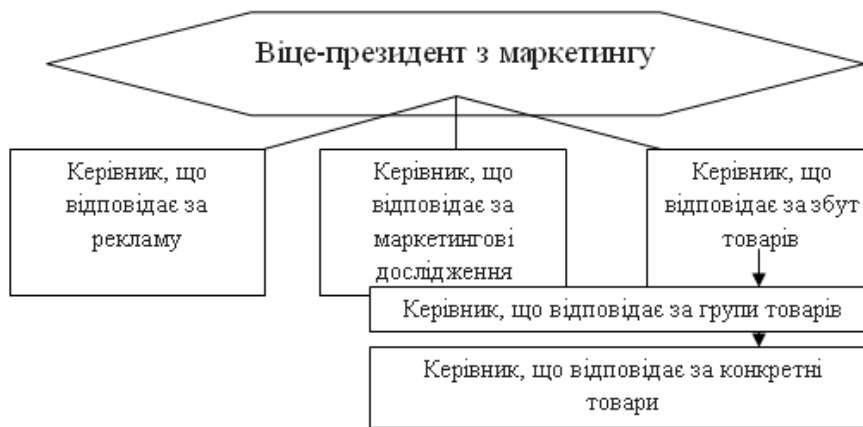 Віце-президент з маркетингу
Керівник, що
відповідає за
рекламу
Керівник, що
відповідає за
маркетингові
дослідження
Керівник, що
відповідає за збут
товарів
Керівник, що відповідає за групи товарів
Керівник, що відповідає за конкретні
товари